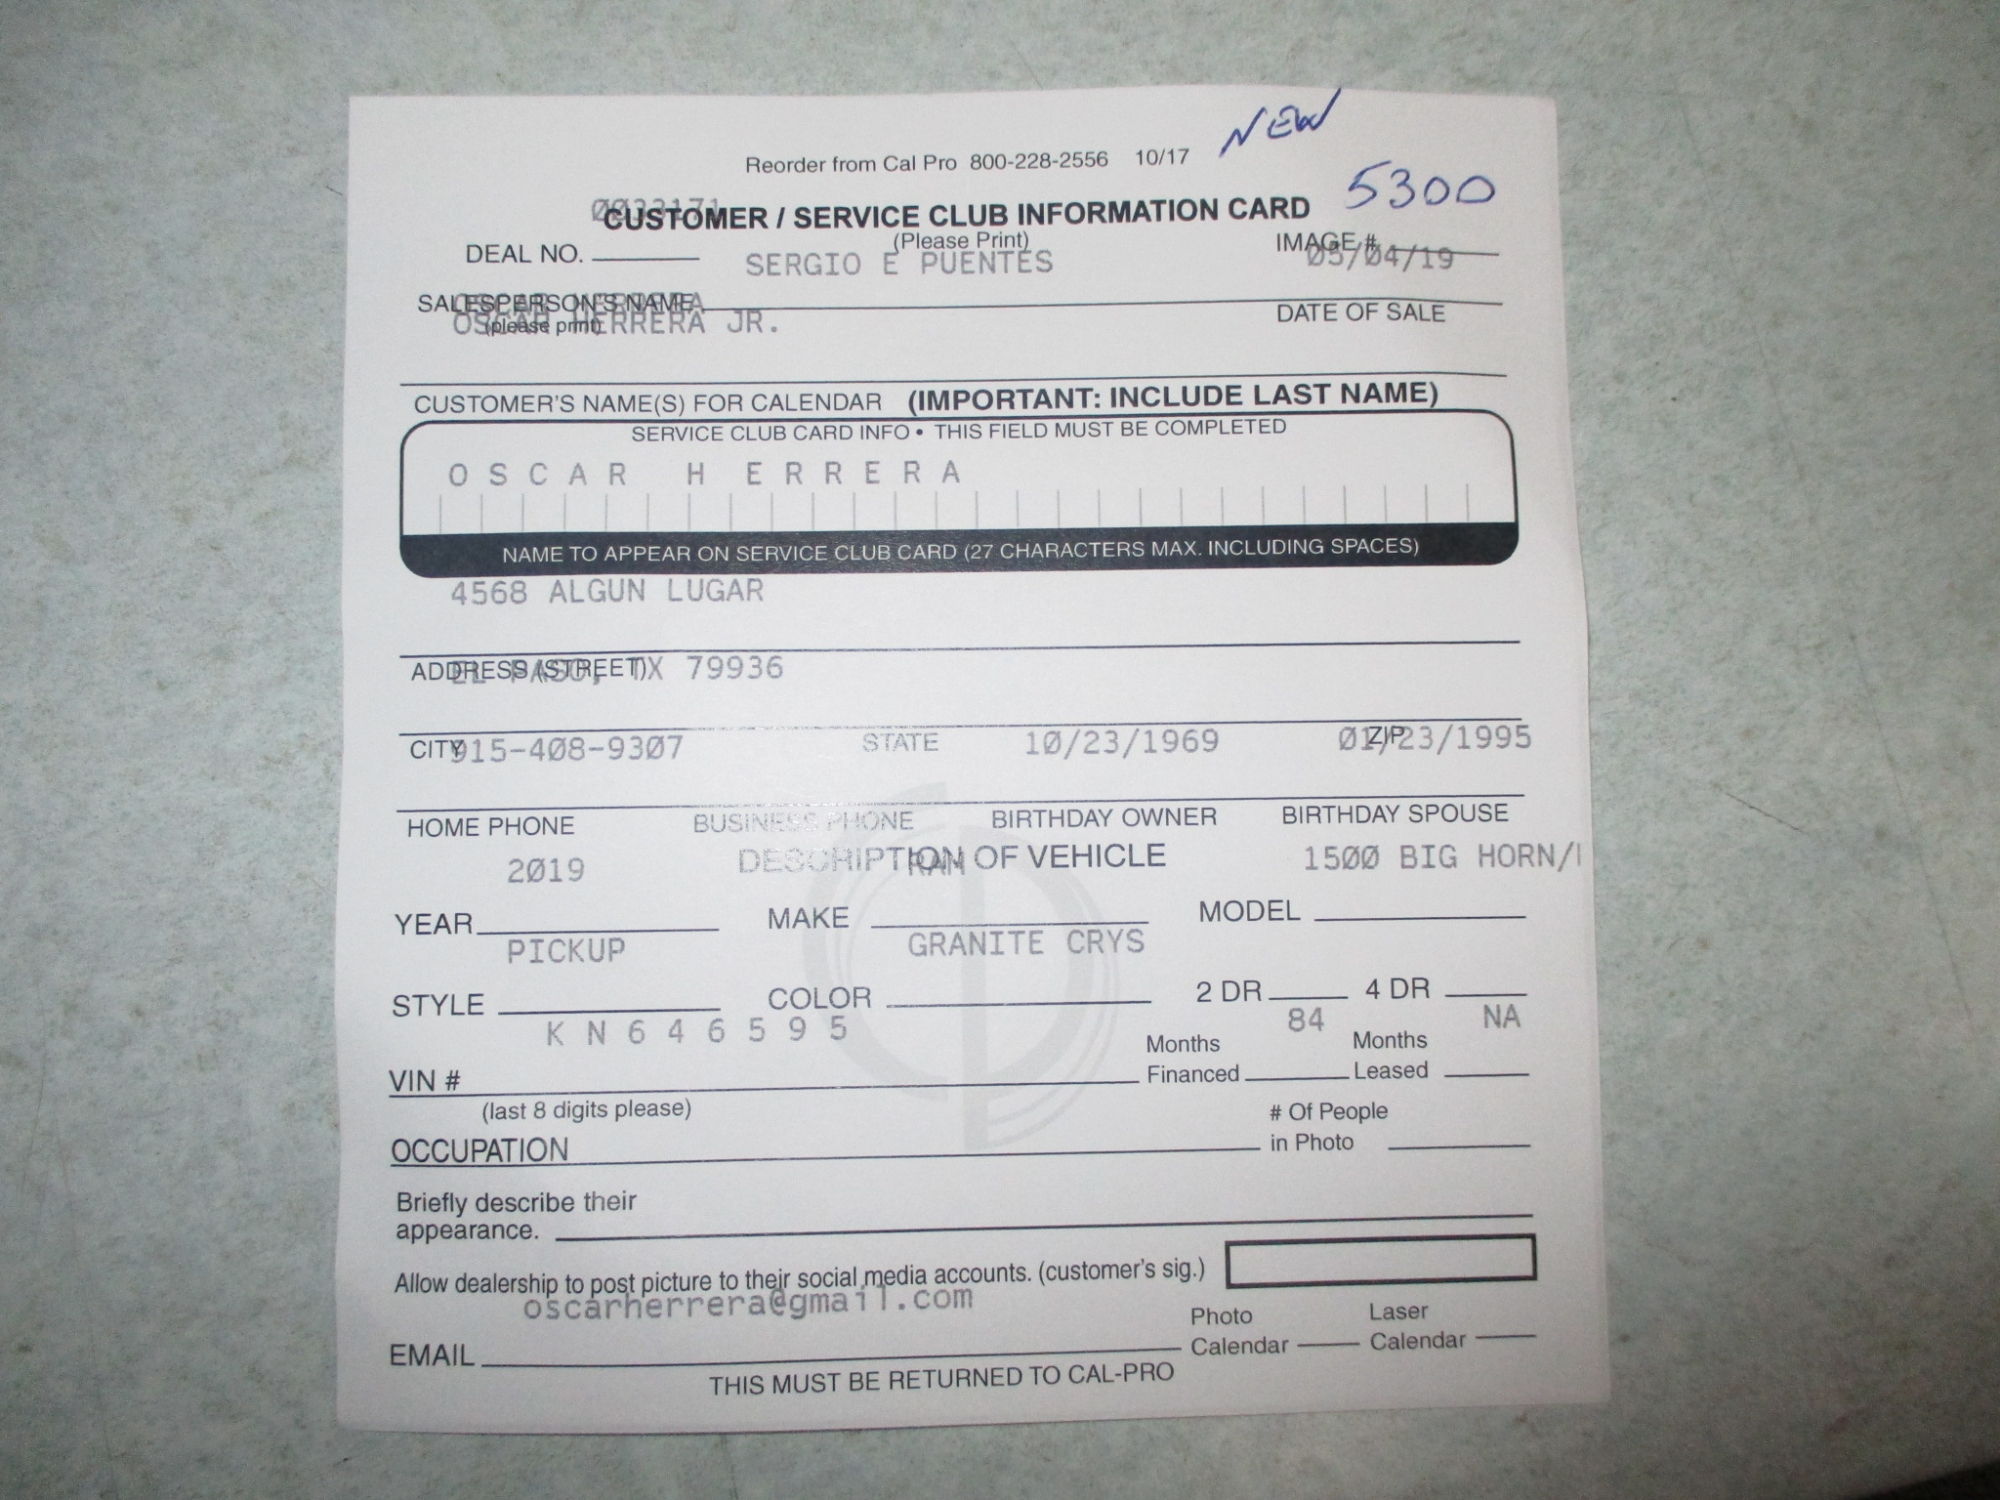 NEW
Reorder from Cal Pro 800-228-2556 10/17
5300
0033171
CUSTOMER / SERVICE CLUB INFORMATION CARD
(Please Print)
DEAL NO. SERGIO E PUENTES IMAGE # 05/04/19
SALESPERSON'S NAME OSCAR HERRERA DATE OF SALE
(please print) OSCAR HERRERA JR.
CUSTOMER'S NAME(S) FOR CALENDAR (IMPORTANT: INCLUDE LAST NAME)
SERVICE CLUB CARD INFO • THIS FIELD MUST BE COMPLETED
OSCAR HERRERA
NAME TO APPEAR ON SERVICE CLUB CARD (27 CHARACTERS MAX. INCLUDING SPACES)
4568 ALGUN LUGAR
ADDRESS (STREET) EL PASO, TX 79936
CITY 915-408-9307 STATE 10/23/1969 ZIP 01/23/1995
HOME PHONE BUSINESS PHONE BIRTHDAY OWNER BIRTHDAY SPOUSE
2019 DESCRIPTION OF VEHICLE RAM 1500 BIG HORN/
YEAR MAKE MODEL
PICKUP GRANITE CRYS
STYLE COLOR 2 DR 4 DR
KN646595 84 NA
VIN # Months Financed Months Leased
(last 8 digits please)
OCCUPATION # Of People in Photo
Briefly describe their
appearance.
Allow dealership to post picture to their social media accounts. (customer's sig.)
oscarherrera@gmail.com
EMAIL Photo Calendar Laser Calendar
THIS MUST BE RETURNED TO CAL-PRO